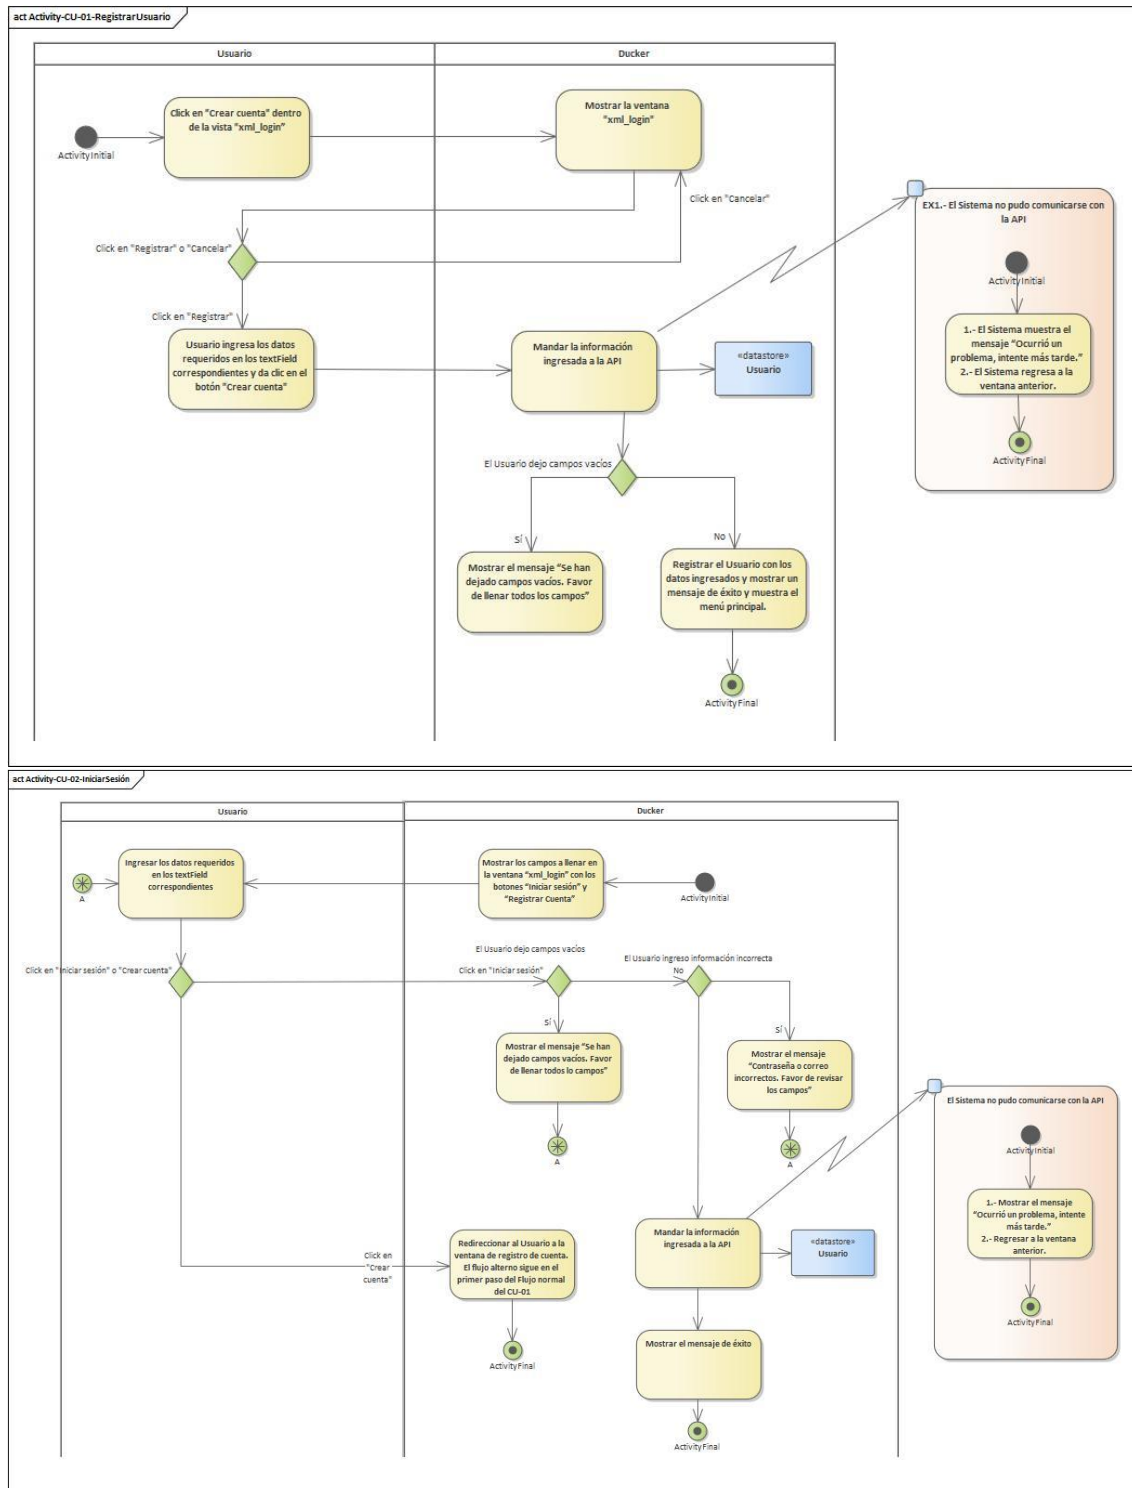 act Activity-CU-01-RegistrarUsuario
Usuario
Ducker
Click en "Crear cuenta" dentro
de la vista "xml_login"
Mostrar la ventana
"xml_login"
ActivityInitial
Click en "Cancelar"
EX1.- El Sistema no pudo comunicarse con
la API
Click en "Registrar" o "Cancelar"
ActivityInitial
Click en "Registrar"
Usuario ingresa los datos
requeridos en los textField
correspondientes y da clic en el
botón "Crear cuenta"
Mandar la información
ingresada a la API
«datastore»
Usuario
1.- El Sistema muestra el
mensaje “Ocurrió un
problema, intente más tarde.”
2.- El Sistema regresa a la
ventana anterior.
ActivityFinal
El Usuario dejo campos vacíos
Sí
No
Mostrar el mensaje “Se han
dejado campos vacíos. Favor
de llenar todos los campos”
Registrar el Usuario con los
datos ingresados y mostrar un
mensaje de éxito y muestra el
menú principal.
ActivityFinal
act Activity-CU-02-IniciarSesión
Usuario
Ducker
Ingresar los datos requeridos
en los textField
correspondientes
Mostrar los campos a llenar en
la ventana “xml_login” con los
botones “Iniciar sesión” y
“Registrar Cuenta”
A
ActivityInitial
El Usuario dejo campos vacíos
El Usuario ingreso información incorrecta
Click en "Iniciar sesión" o "Crear cuenta"
Click en "Iniciar sesión"
No
Sí
Sí
Mostrar el mensaje “Se han
dejado campos vacíos. Favor
de llenar todos lo campos”
Mostrar el mensaje
“Contraseña o correo
incorrectos. Favor de revisar
los campos”
A
A
El Sistema no pudo comunicarse con la API
ActivityInitial
1.- Mostrar el mensaje
“Ocurrió un problema, intente
más tarde.”
2.- Regresar a la ventana
anterior.
ActivityFinal
Click en
"Crear
cuenta"
Redireccionar al Usuario a la
ventana de registro de cuenta.
El flujo alterno sigue en el
primer paso del Flujo normal
del CU-01
Mandar la información
ingresada a la API
«datastore»
Usuario
ActivityFinal
Mostrar el mensaje de éxito
ActivityFinal